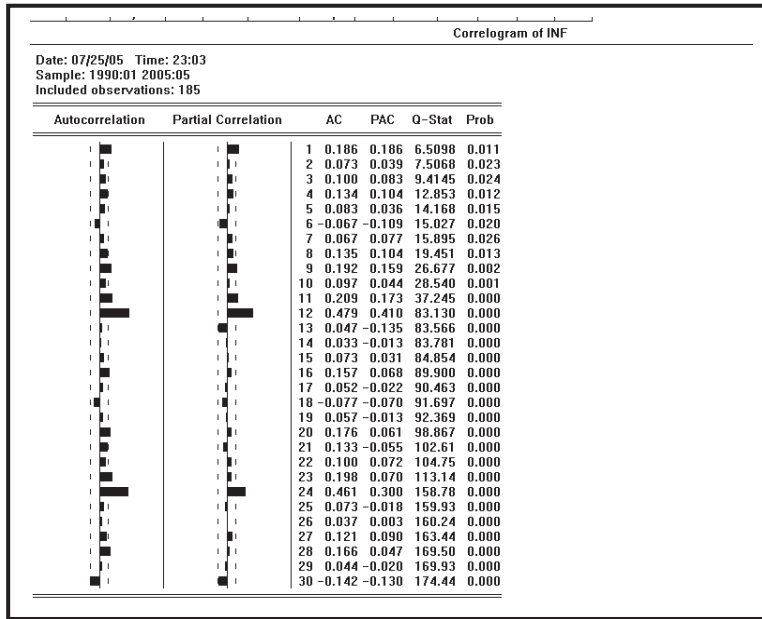 Correlogram of INF
Date: 07/25/05 Time: 23:03
Sample: 1990:01 2005:05
Included observations: 185
Autocorrelation Partial Correlation AC PAC Q-Stat Prob
1 0.186 0.186 6.5098 0.011
2 0.073 0.039 7.5068 0.023
3 0.100 0.083 9.4145 0.024
4 0.134 0.104 12.853 0.012
5 0.083 0.036 14.168 0.015
6 -0.067 -0.109 15.027 0.020
7 0.067 0.077 15.895 0.026
8 0.135 0.104 19.451 0.013
9 0.192 0.159 26.677 0.002
10 0.097 0.044 28.540 0.001
11 0.209 0.173 37.245 0.000
12 0.479 0.410 83.130 0.000
13 0.047 -0.135 83.566 0.000
14 0.033 -0.013 83.781 0.000
15 0.073 0.031 84.854 0.000
16 0.157 0.068 89.900 0.000
17 0.052 -0.022 90.463 0.000
18 -0.077 -0.070 91.697 0.000
19 0.057 -0.013 92.369 0.000
20 0.176 0.061 98.867 0.000
21 0.133 -0.055 102.61 0.000
22 0.100 0.072 104.75 0.000
23 0.198 0.070 113.14 0.000
24 0.461 0.300 158.78 0.000
25 0.073 -0.018 159.93 0.000
26 0.037 0.003 160.24 0.000
27 0.121 0.090 163.44 0.000
28 0.166 0.047 169.50 0.000
29 0.044 -0.020 169.93 0.000
30 -0.142 -0.130 174.44 0.000